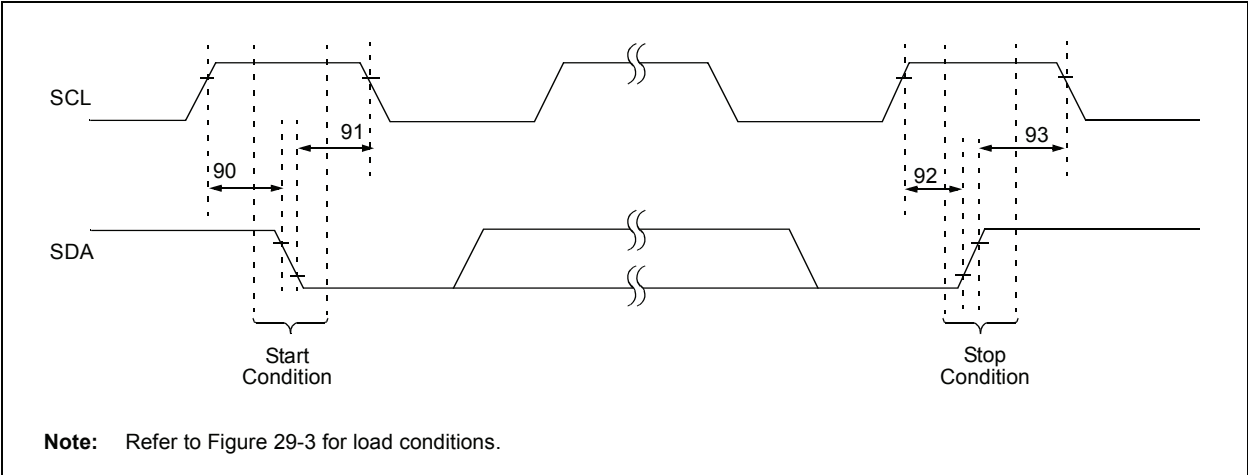 SCL
91
93
90
92
SDA
Start
Condition
Stop
Condition
Note: Refer to Figure 29-3 for load conditions.